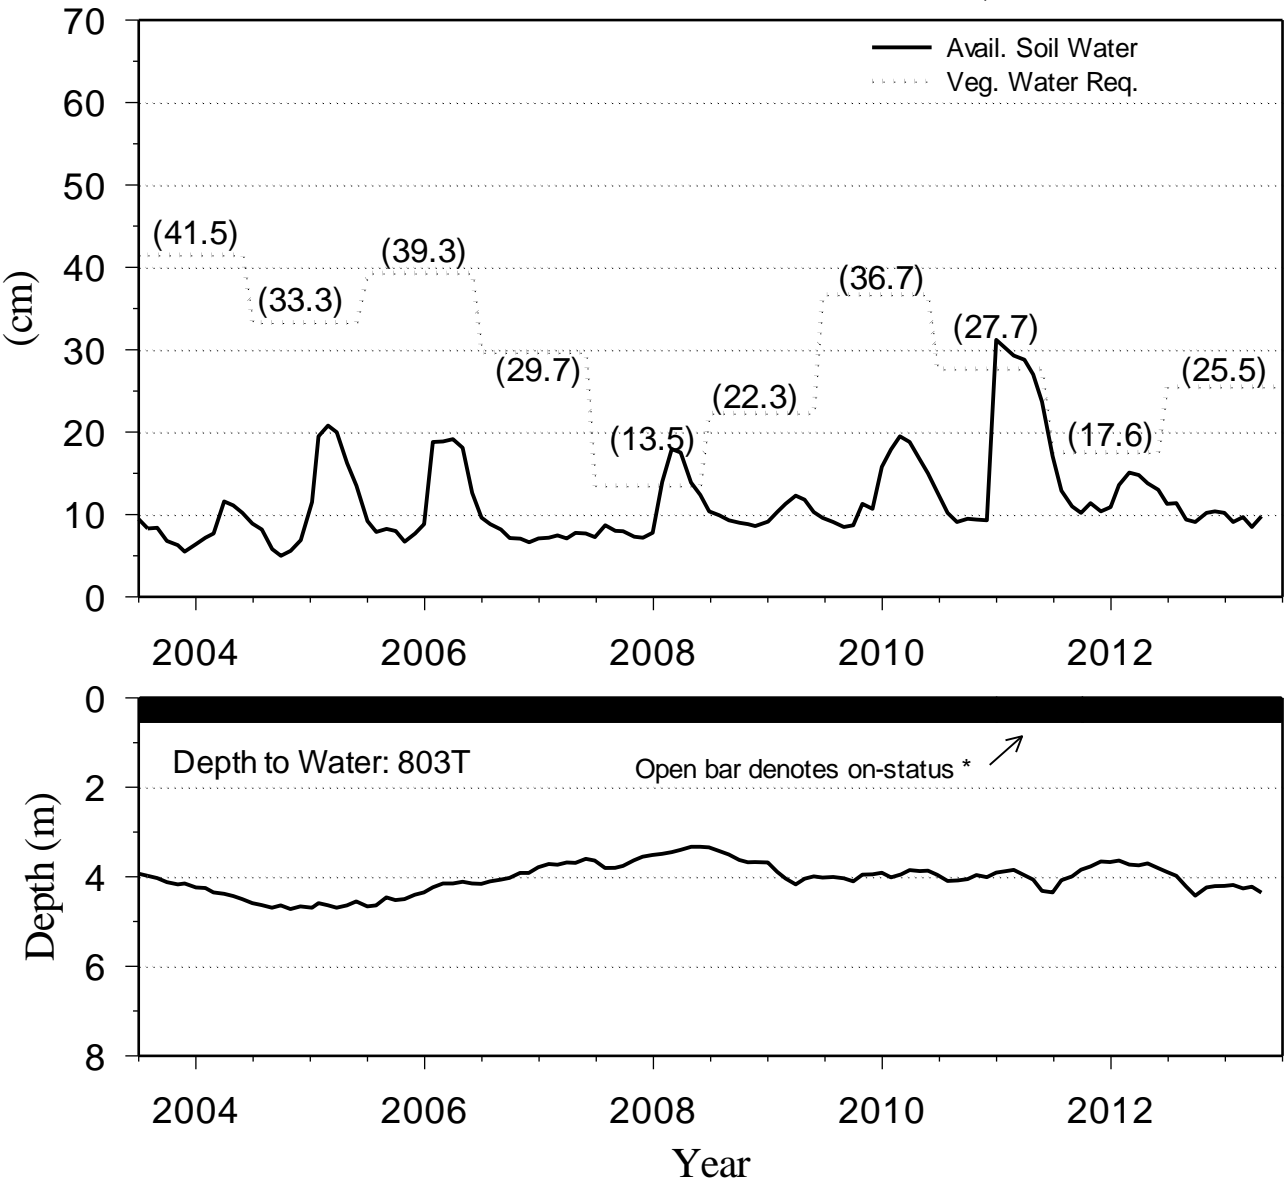 70
Avail. Soil Water
Veg. Water Req.
60
50
(41.5)
(39.3)
40
(33.3)
(36.7)
(cm)
(27.7)
30
(29.7)
(25.5)
(22.3)
20
(13.5)
(17.6)
10
0
2004 2006 2008 2010 2012
0
Depth to Water: 803T
Open bar denotes on-status *
2
Depth (m)
4
6
8
2004 2006 2008 2010 2012
Year